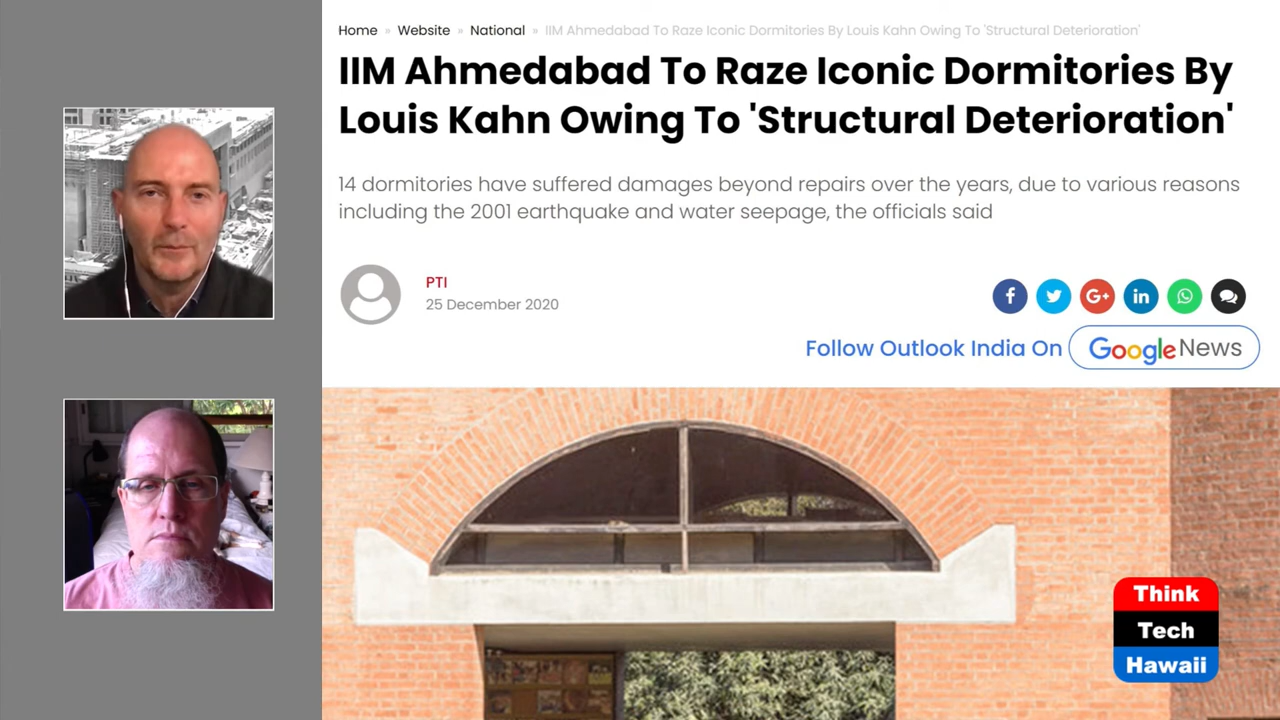 Home » Website » National » IIM Ahmedabad To Raze Iconic Dormitories By Louis Kahn Owing To 'Structural Deterioration'
IIM Ahmedabad To Raze Iconic Dormitories By
Louis Kahn Owing To 'Structural Deterioration'
14 dormitories have suffered damages beyond repairs over the years, due to various reasons
including the 2001 earthquake and water seepage, the officials said
PTI
25 December 2020
f
G+
in
Follow Outlook India On Google News
Think
Tech
Hawaii